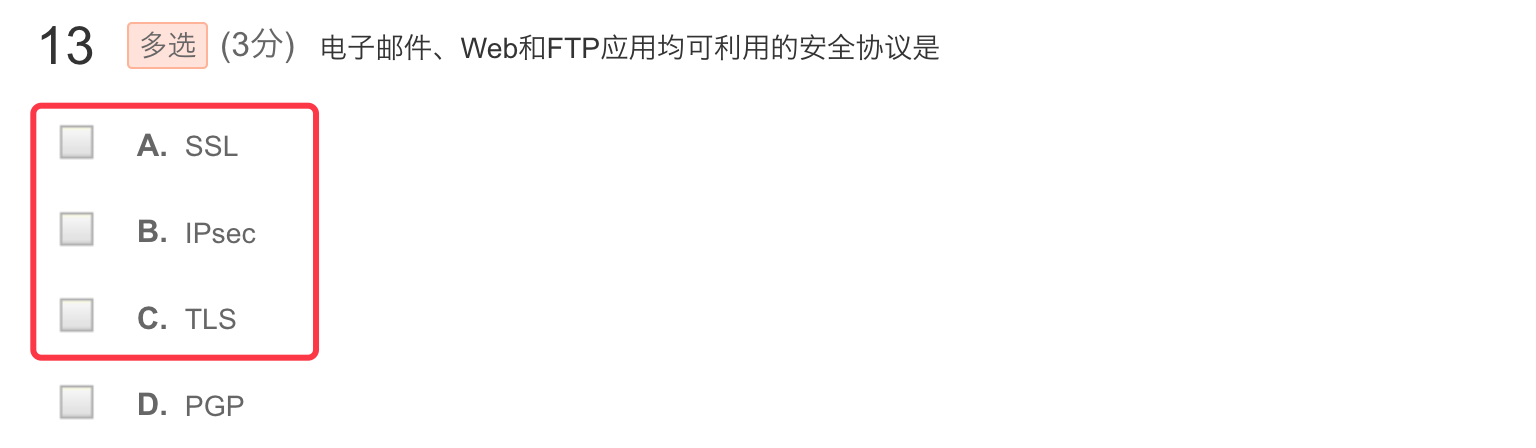 13 多选 (3分) 电子邮件、Web和FTP应用均可利用的安全协议是
A. SSL
B. IPsec
C. TLS
D. PGP